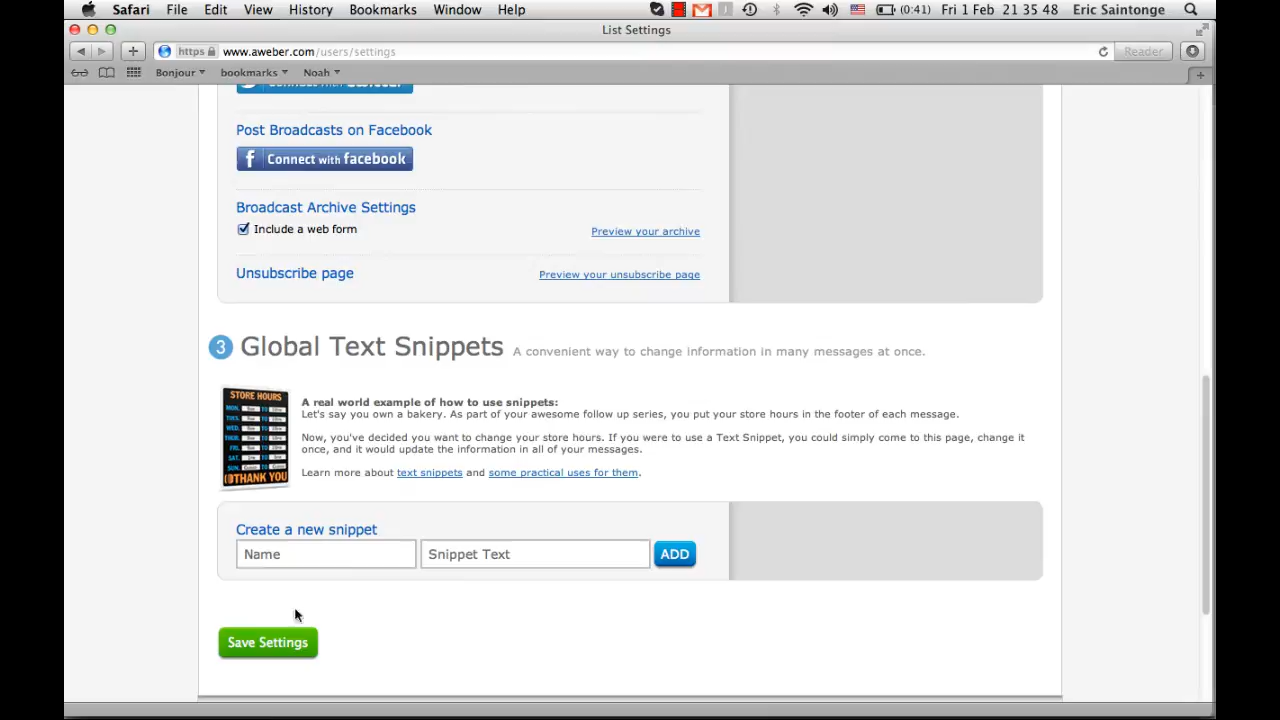 Safari File Edit View History Bookmarks Window Help (0:41) Fri 1 Feb 21 35 48 Eric Saintonge
List Settings
https www.aweber.com/users/settings Reader
Bonjour bookmarks Noah
Post Broadcasts on Facebook
f Connect with facebook
Broadcast Archive Settings
Include a web form Preview your archive
Unsubscribe page Preview your unsubscribe page
3 Global Text Snippets A convenient way to change information in many messages at once.
STORE HOURS
THANK YOU
A real world example of how to use snippets:
Let's say you own a bakery. As part of your awesome follow up series, you put your store hours in the footer of each message.
Now, you've decided you want to change your store hours. If you were to use a Text Snippet, you could simply come to this page, change it
once, and it would update the information in all of your messages.
Learn more about text snippets and some practical uses for them.
Create a new snippet
Name Snippet Text ADD
Save Settings